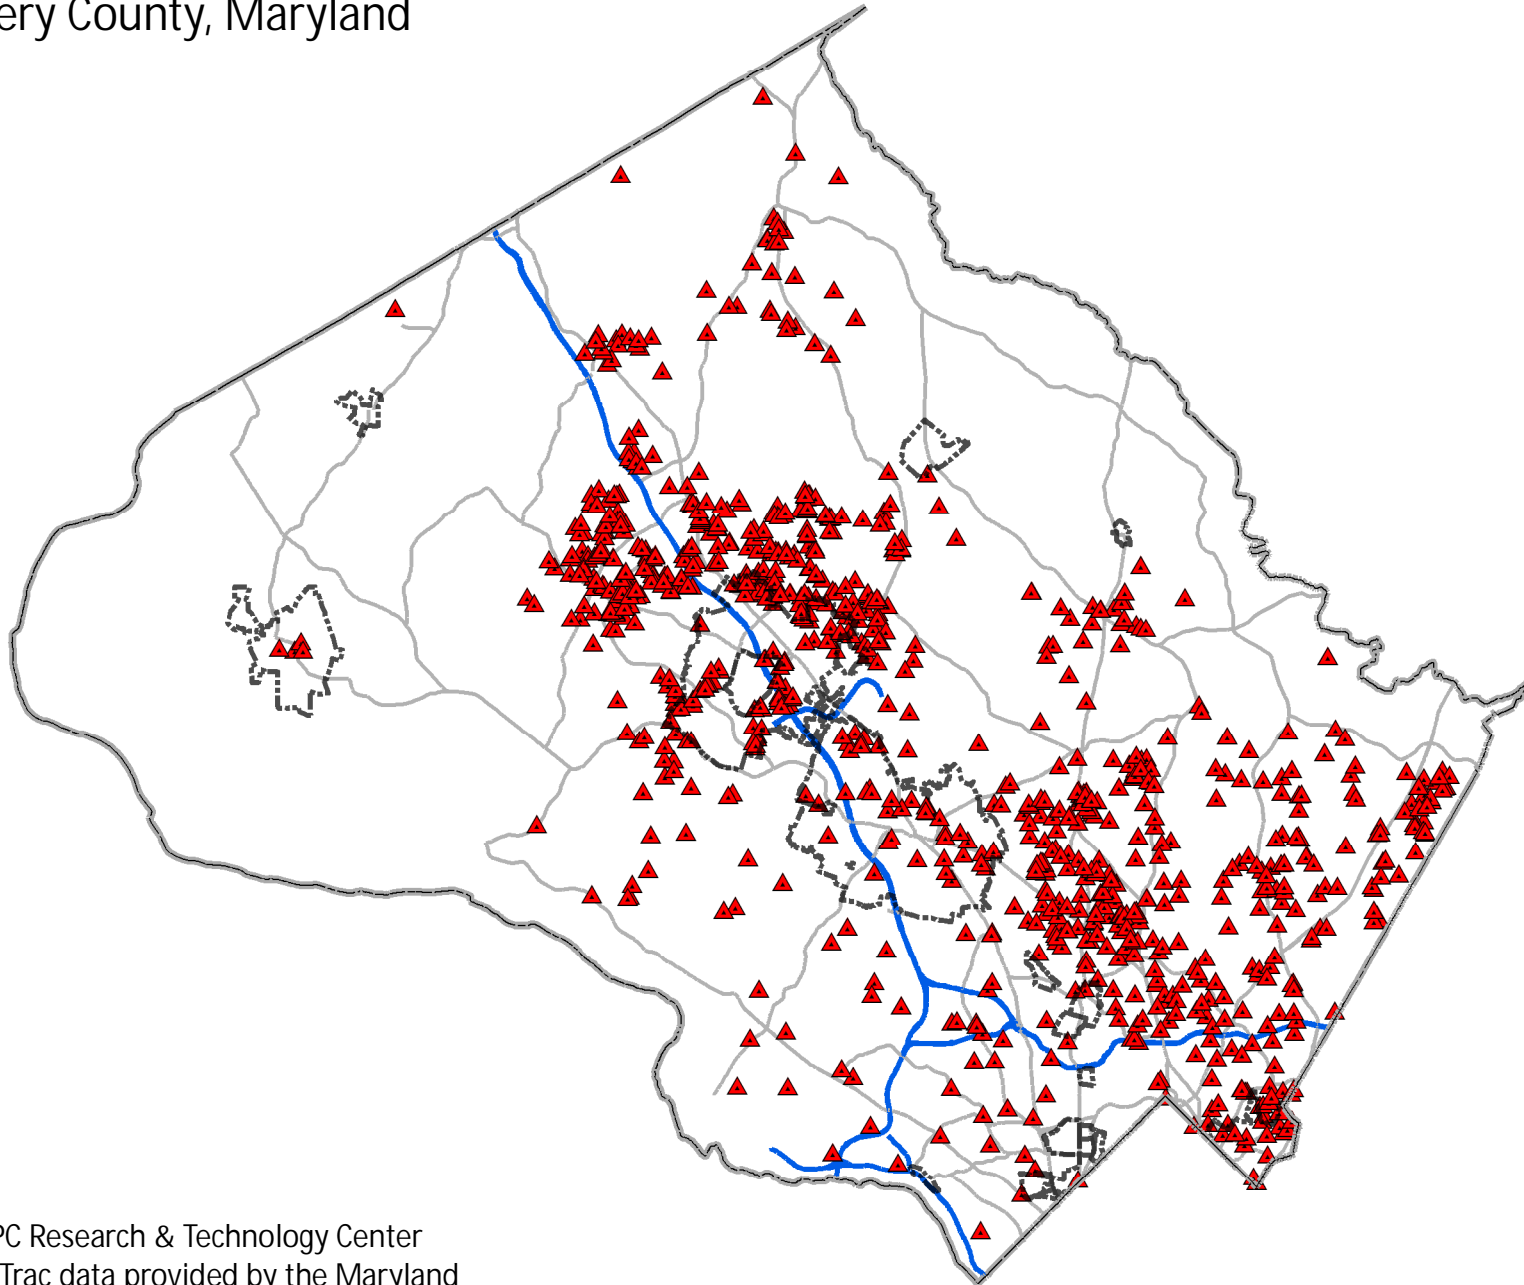 ery County, Maryland
PC Research & Technology Center
Trac data provided by the Maryland